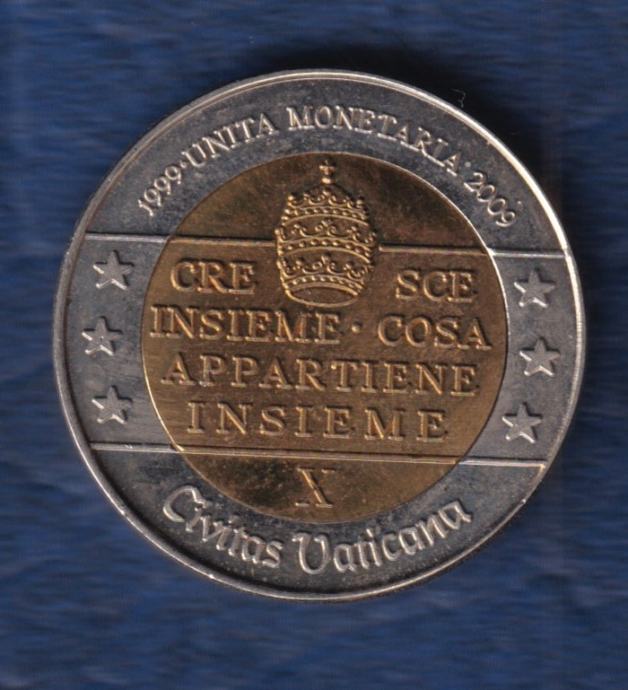 1999·UNITA MONETARIA·2009
CRE SCE
INSIEME · COSA
APPARTIENE
INSIEME
X
Civitas Vaticana